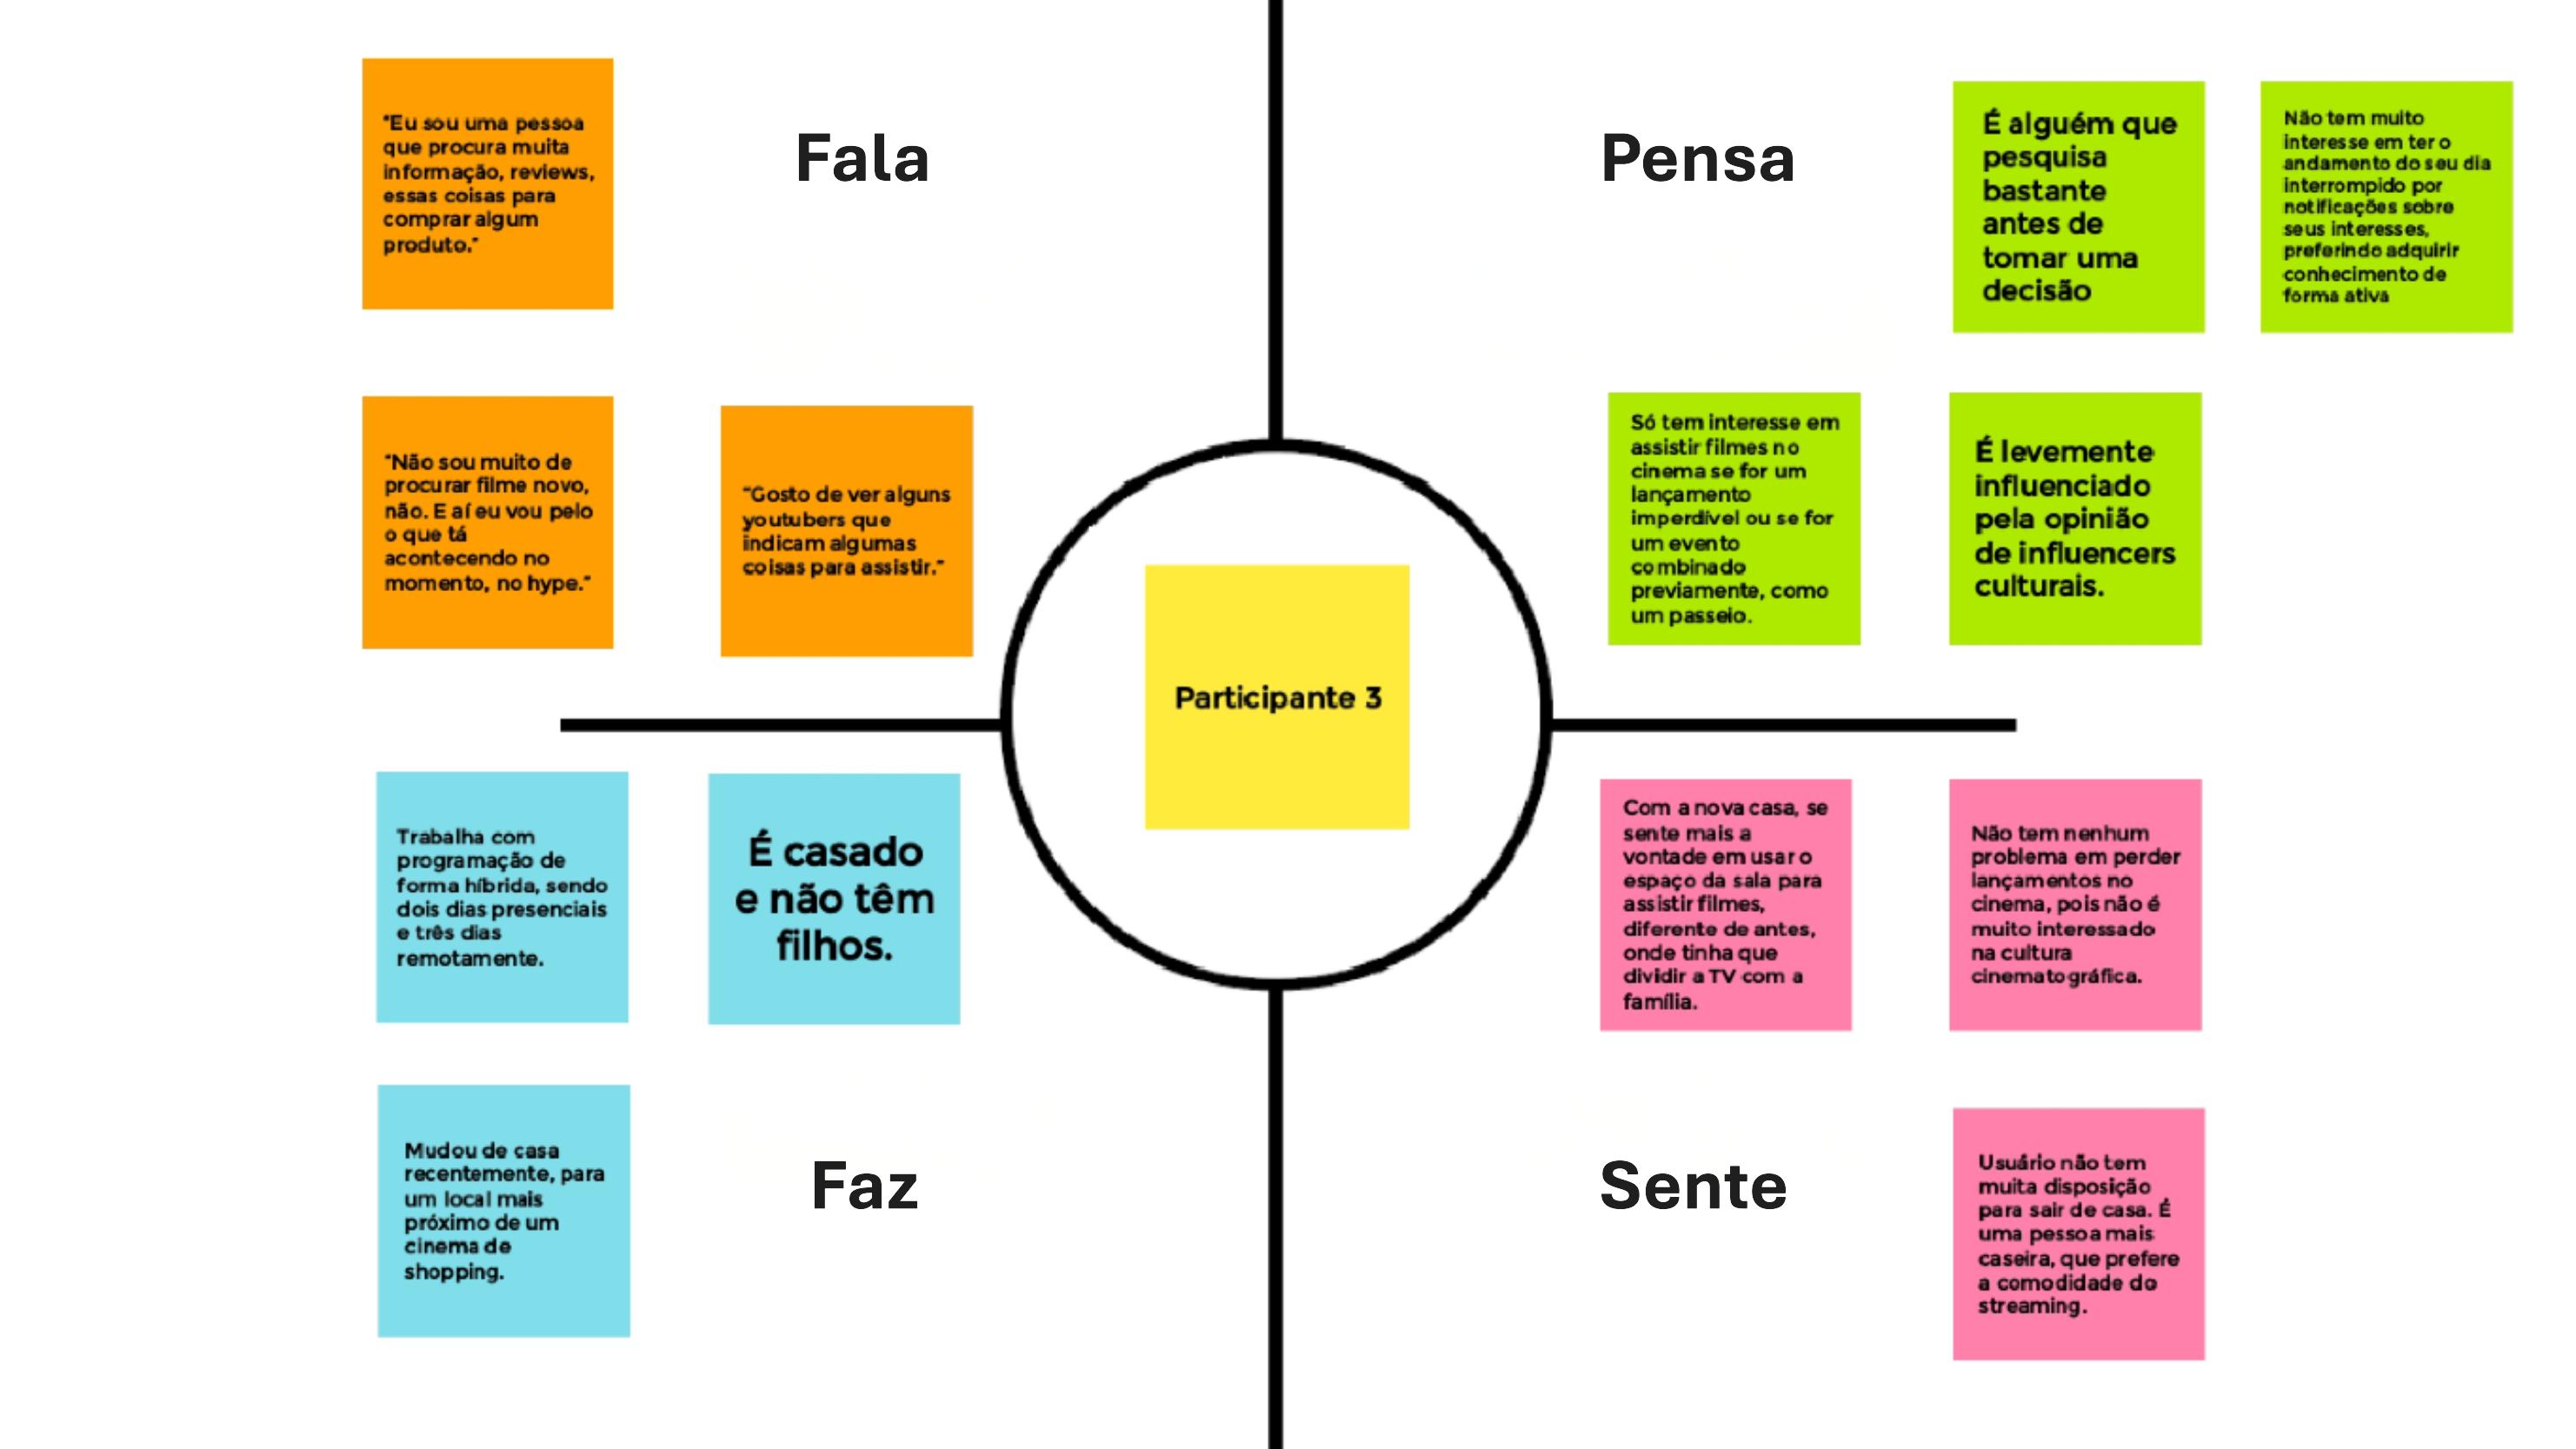 "Eu sou uma pessoa
que procura muita
informação, reviews,
essas coisas para
comprar algum
produto."
Fala
"Não sou muito de
procurar filme novo,
não. E aí eu vou pelo
o que tá
acontecendo no
momento, no hype."
"Gosto de ver alguns
youtubers que
indicam algumas
coisas para assistir."
Pensa
É alguém que
pesquisa
bastante
antes de
tomar uma
decisão
Não tem muito
interesse em ter o
andamento do seu dia
interrompido por
notificações sobre
seus interesses,
preferindo adquirir
conhecimento de
forma ativa
Só tem interesse em
assistir filmes no
cinema se for um
lançamento
imperdível ou se for
um evento
combinado
previamente, como
um passeio.
É levemente
influenciado
pela opinião
de influencers
culturais.
Participante 3
Trabalha com
programação de
forma híbrida, sendo
dois dias presenciais
e três dias
remotamente.
É casado
e não têm
filhos.
Mudou de casa
recentemente, para
um local mais
próximo de um
cinema de
shopping.
Faz
Com a nova casa, se
sente mais a
vontade em usar o
espaço da sala para
assistir filmes,
diferente de antes,
onde tinha que
dividir a TV com a
família.
Não tem nenhum
problema em perder
lançamentos no
cinema, pois não é
muito interessado
na cultura
cinematográfica.
Sente
Usuário não tem
muita disposição
para sair de casa. É
uma pessoa mais
caseira, que prefere
a comodidade do
streaming.